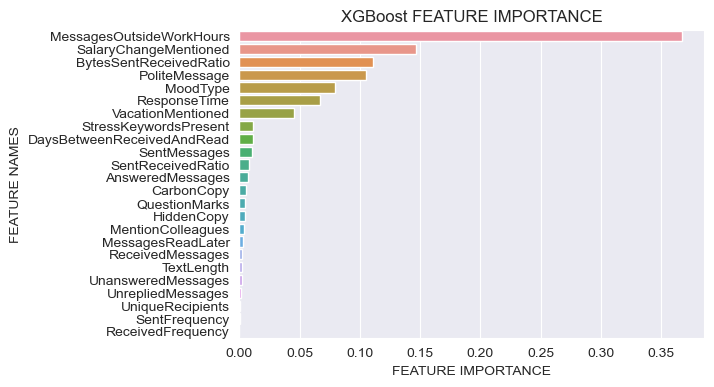 XGBoost FEATURE IMPORTANCE
MessagesOutsideWorkHours
SalaryChangeMentioned
BytesSentReceivedRatio
PoliteMessage
MoodType
ResponseTime
VacationMentioned
StressKeywordsPresent
DaysBetweenReceivedAndRead
SentMessages
SentReceivedRatio
AnsweredMessages
CarbonCopy
QuestionMarks
HiddenCopy
MentionColleagues
MessagesReadLater
ReceivedMessages
TextLength
UnansweredMessages
UnrepliedMessages
UniqueRecipients
SentFrequency
ReceivedFrequency
FEATURE NAMES
0.00 0.05 0.10 0.15 0.20 0.25 0.30 0.35
FEATURE IMPORTANCE